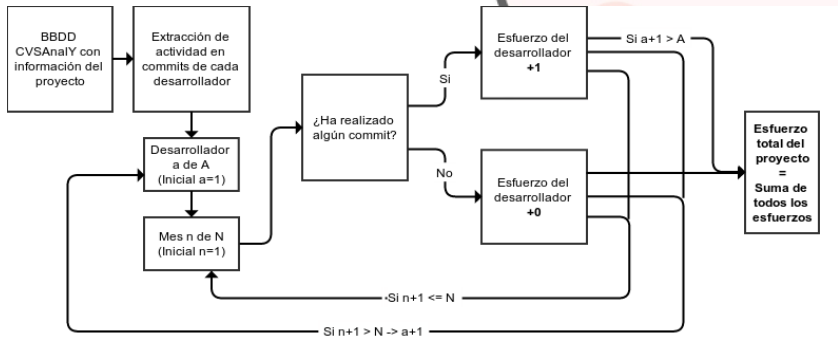 BBDD
CVSAnalY con
información del
proyecto
Extracción de
actividad en
commits de cada
desarrollador
Desarrollador
a de A
(Inicial a=1)
Mes n de N
(Inicial n=1)
¿Ha realizado
algún commit?
Si
No
Esfuerzo del
desarrollador
+1
Esfuerzo del
desarrollador
+0
Si a+1 > A
Esfuerzo
total del
proyecto
=
Suma de
todos los
esfuerzos
Si n+1 <= N
Si n+1 > N -> a+1